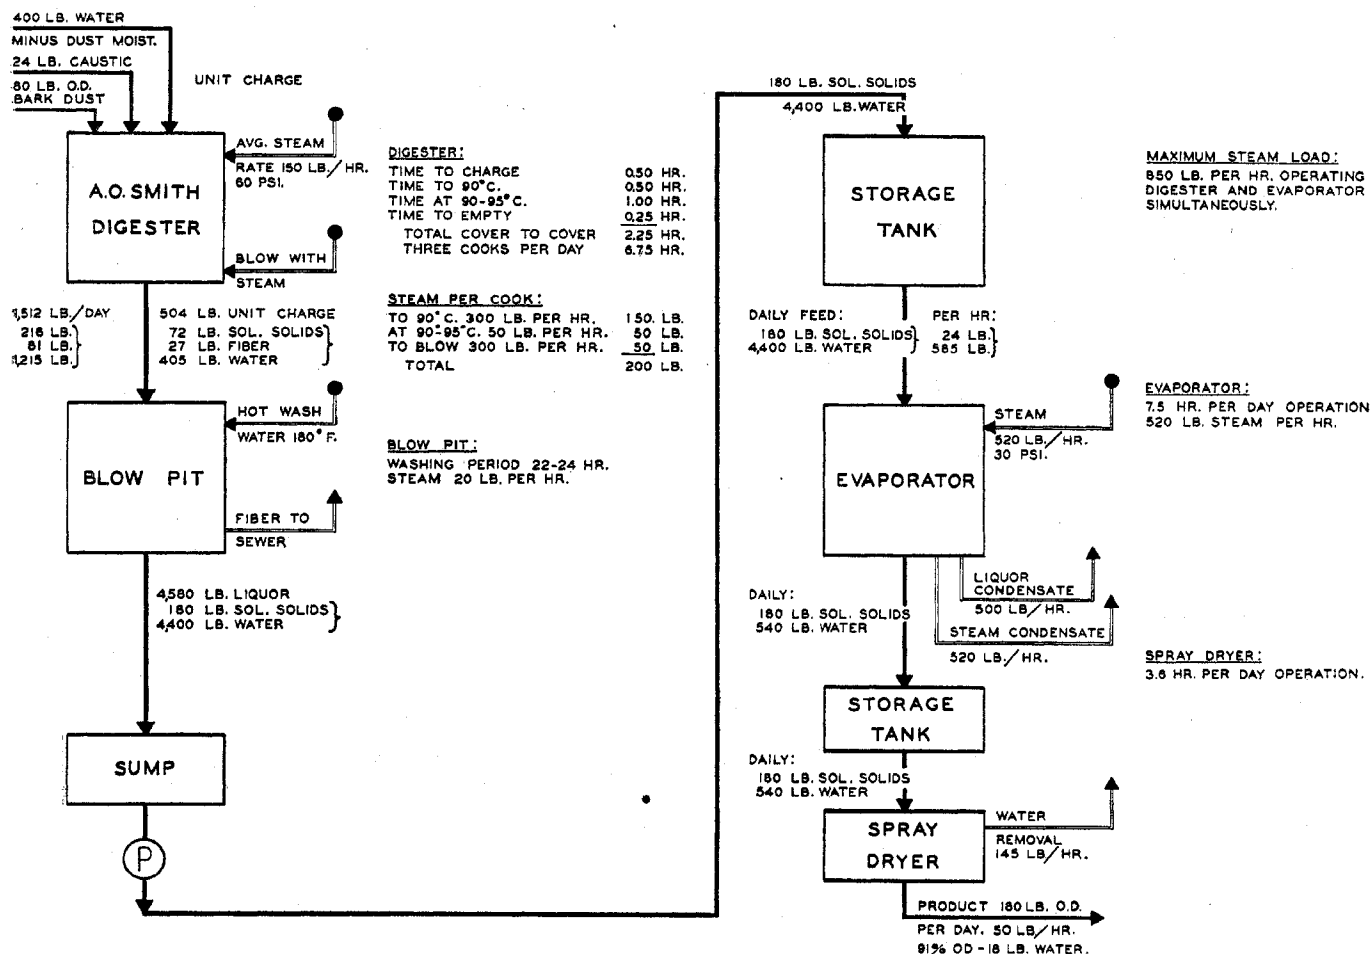 400 LB. WATER
MINUS DUST MOIST.
24 LB. CAUSTIC
80 LB. O.D.
BARK DUST
UNIT CHARGE
AVG. STEAM
RATE 150 LB./HR.
60 PSI.
A.O. SMITH
DIGESTER
BLOW WITH
STEAM
DIGESTER:
TIME TO CHARGE 0.50 HR.
TIME TO 90°C. 0.50 HR.
TIME AT 90-95°C. 1.00 HR.
TIME TO EMPTY 0.25 HR.
TOTAL COVER TO COVER 2.25 HR.
THREE COOKS PER DAY 6.75 HR.
1,512 LB./DAY
216 LB.
81 LB.
1,215 LB.
504 LB. UNIT CHARGE
72 LB. SOL. SOLIDS
27 LB. FIBER
405 LB. WATER
STEAM PER COOK:
TO 90°C. 300 LB. PER HR. 150. LB.
AT 90-95°C. 50 LB. PER HR. 50 LB.
TO BLOW 300 LB. PER HR. 50 LB.
TOTAL 200 LB.
HOT WASH
WATER 180° F.
BLOW PIT
FIBER TO
SEWER
BLOW PIT:
WASHING PERIOD 22-24 HR.
STEAM 20 LB. PER HR.
4,580 LB. LIQUOR
180 LB. SOL. SOLIDS
4,400 LB. WATER
SUMP
P
180 LB. SOL. SOLIDS
4,400 LB. WATER
STORAGE
TANK
MAXIMUM STEAM LOAD:
850 LB. PER HR. OPERATING
DIGESTER AND EVAPORATOR
SIMULTANEOUSLY.
DAILY FEED: PER HR:
180 LB. SOL. SOLIDS 24 LB.
4,400 LB. WATER 585 LB.
STEAM
520 LB./HR.
30 PSI.
EVAPORATOR
EVAPORATOR:
7.5 HR. PER DAY OPERATION
520 LB. STEAM PER HR.
LIQUOR
CONDENSATE
500 LB/HR.
STEAM CONDENSATE
520 LB./HR.
DAILY:
180 LB. SOL. SOLIDS
540 LB. WATER
SPRAY DRYER:
3.6 HR. PER DAY OPERATION.
STORAGE
TANK
DAILY:
180 LB. SOL. SOLIDS
540 LB. WATER
SPRAY
DRYER
WATER
REMOVAL
145 LB/HR.
PRODUCT 180 LB. O.D.
PER DAY. 50 LB/HR.
91% OD - 18 LB. WATER.